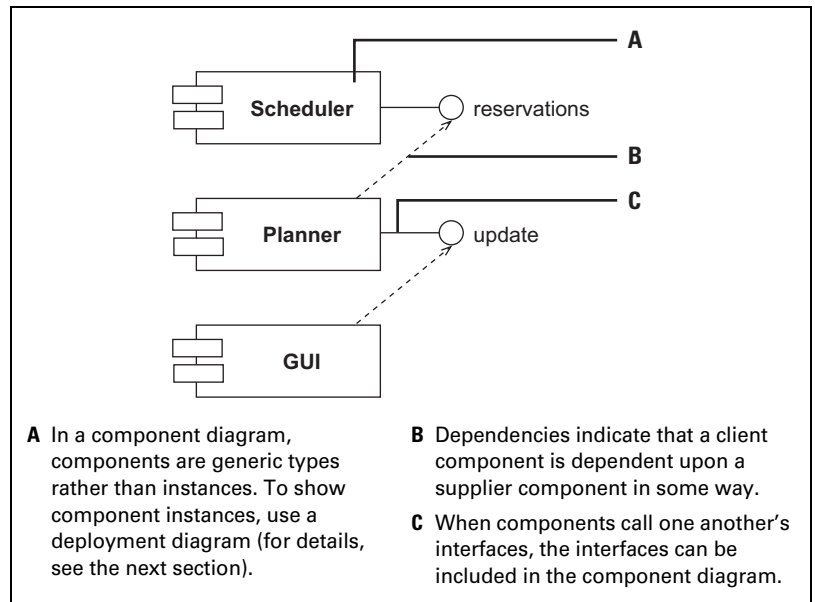 A
Scheduler
reservations
B
C
Planner
update
GUI
A In a component diagram,
components are generic types
rather than instances. To show
component instances, use a
deployment diagram (for details,
see the next section).
B Dependencies indicate that a client
component is dependent upon a
supplier component in some way.
C When components call one another's
interfaces, the interfaces can be
included in the component diagram.